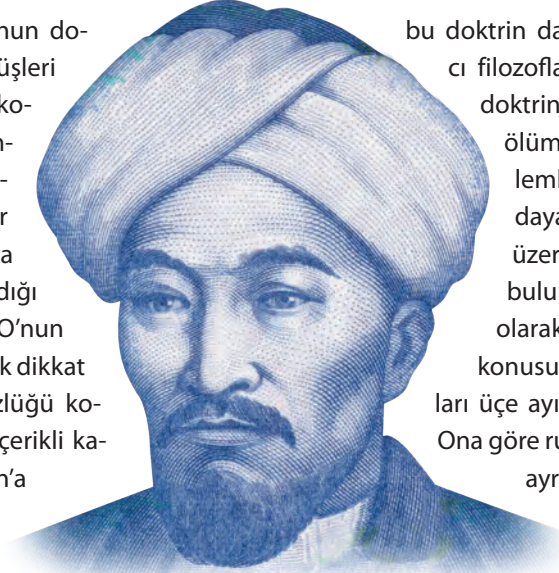 nun do-
üşleri
ko-
n-
-
r
a
dığı
O'nun
k dikkat
zlüğü ko-
çerikli ka-
n'a
bu doktrin da
cı filozofla
doktrin
ölüm
leml
daya
üzer
bulu
olarak
konusu
ları üçe ayı
Ona göre ru
ayr